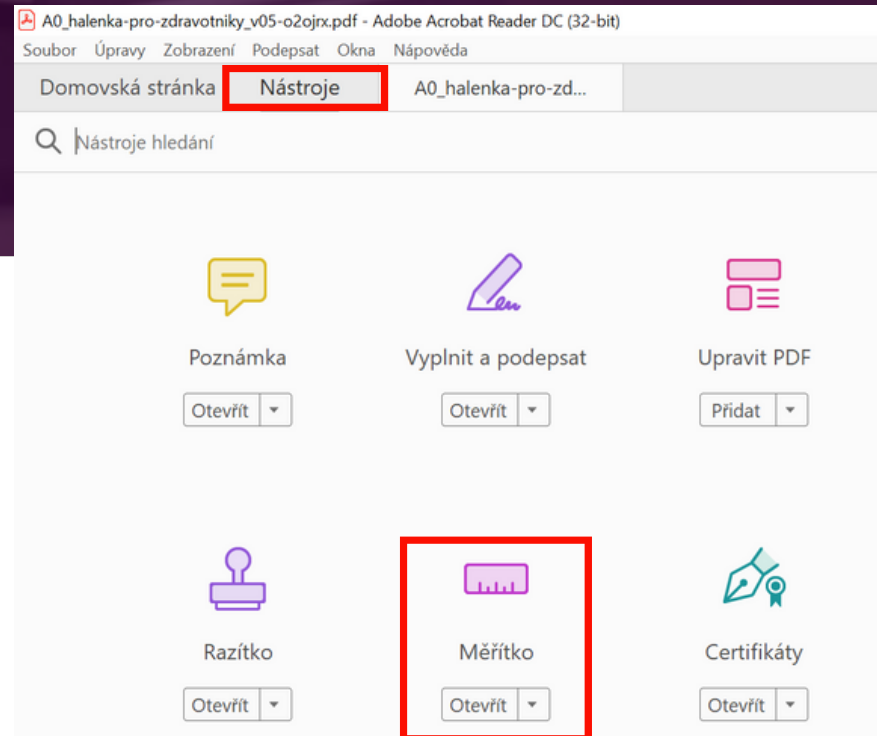 A0_halenka-pro-zdravotniky_v05-o2ojrx.pdf - Adobe Acrobat Reader DC (32-bit)
Soubor Úpravy Zobrazení Podepsat Okna Nápověda
Domovská stránka Nástroje A0_halenka-pro-zd...
Nástroje hledání
Poznámka Vyplnit a podepsat Upravit PDF
Otevřít Otevřít Přidat
Razítko Měřítko Certifikáty
Otevřít Otevřít Otevřít